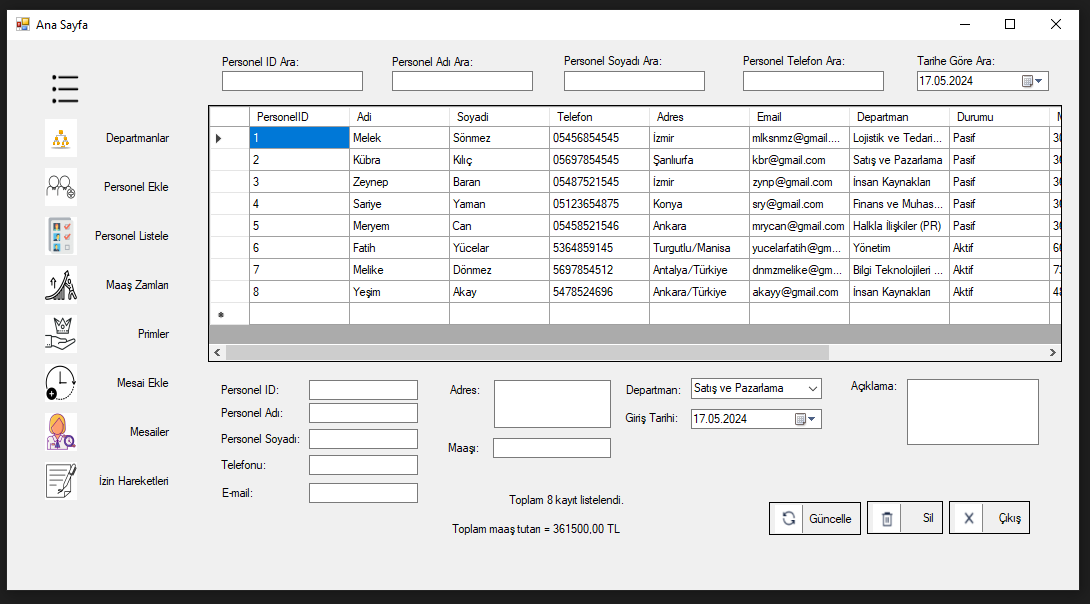 Ana Sayfa
Personel ID Ara: Personel Adı Ara: Personel Soyadı Ara: Personel Telefon Ara: Tarihe Göre Ara:
17.05.2024
PersonelID Adi Soyadi Telefon Adres Email Departman Durumu
1 Melek Sönmez 05456854545 İzmir mlksnmz@gmail.... Lojistik ve Tedari... Pasif
2 Kübra Kılıç 05697854545 Şanlıurfa kbr@gmail.com Satış ve Pazarlama Pasif
3 Zeynep Baran 05487521545 İzmir zynp@gmail.com İnsan Kaynakları Pasif
4 Sariye Yaman 05123654875 Konya sry@gmail.com Finans ve Muhas... Pasif
5 Meryem Can 05458521546 Ankara mrycan@gmail.com Halkla İlişkiler (PR) Pasif
6 Fatih Yücelar 5364859145 Turgutlu/Manisa yucelarfatih@gm... Yönetim Aktif
7 Melike Dönmez 5697854512 Antalya/Türkiye dnmzmelike@gm... Bilgi Teknolojileri ... Aktif
8 Yeşim Akay 5478524696 Ankara/Türkiye akayy@gmail.com İnsan Kaynakları Aktif
Departmanlar
Personel Ekle
Personel Listele
Maaş Zamları
Primler
Mesai Ekle
Mesailer
İzin Hareketleri
Personel ID:
Personel Adı:
Personel Soyadı:
Telefonu:
E-mail:
Adres:
Maaşı:
Departman: Satış ve Pazarlama
Giriş Tarihi: 17.05.2024
Açıklama:
Toplam 8 kayıt listelendi.
Toplam maaş tutarı = 361500,00 TL
Güncelle Sil Çıkış